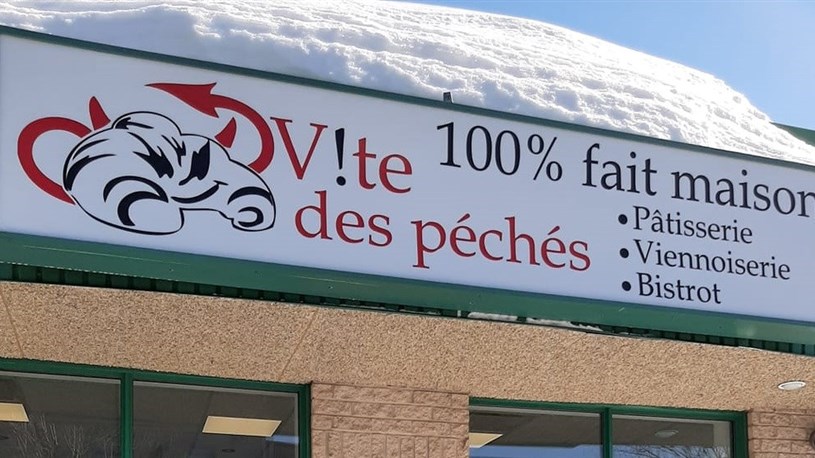 V!te
des péchés
100% fait maison
•Pâtisserie
•Viennoiserie
•Bistrot